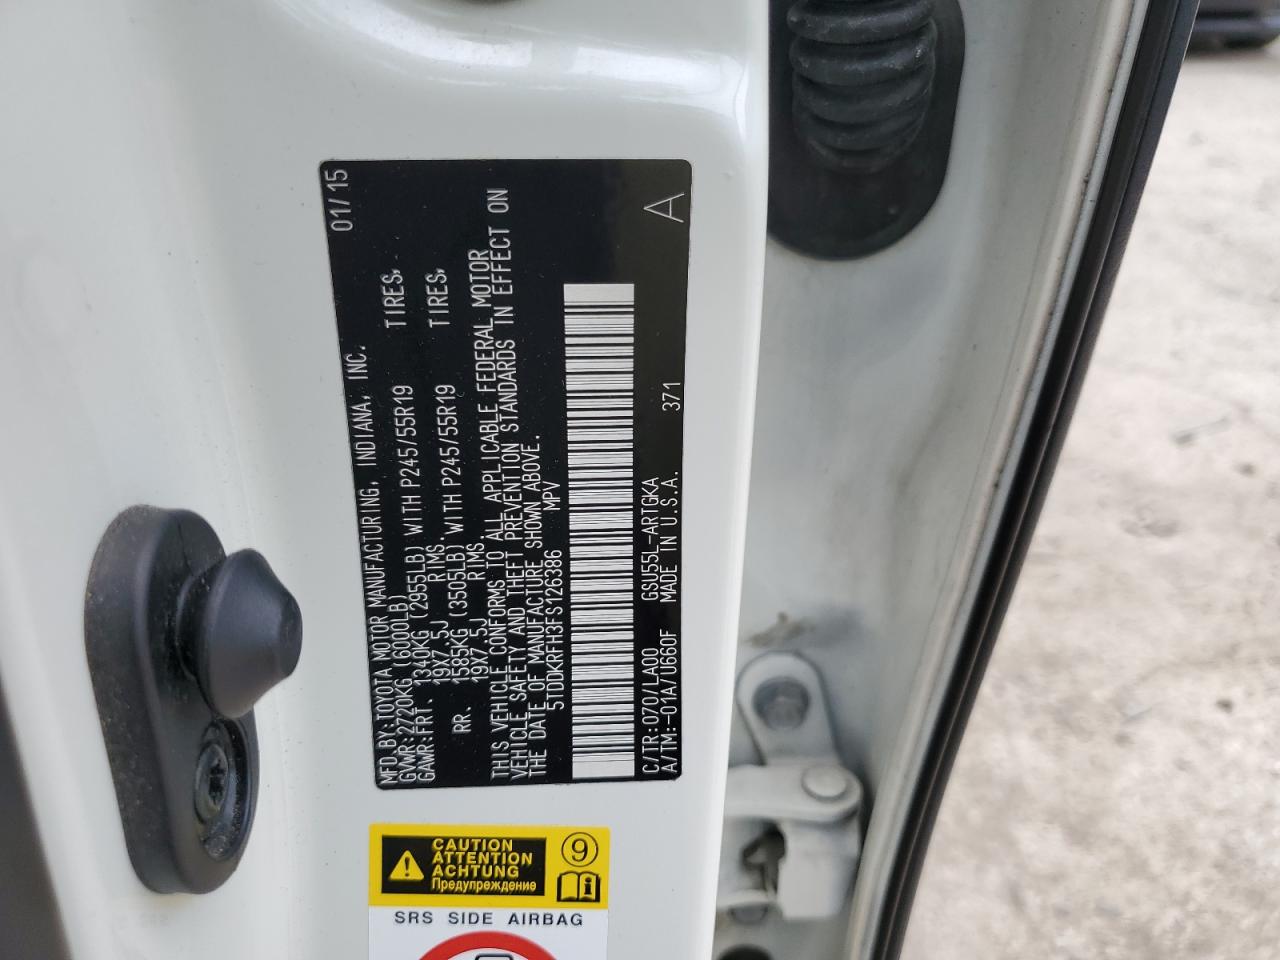 MFD.BY:TOYOTA MOTOR MANUFACTURING, INDIANA, INC. 01/15
GVWR:2720KG (6000LB)
GAWR:FRT. 1340KG (2955LB) WITH P245/55R19 TIRES,
19X7.5J RIMS.
RR. 1585KG (3505LB) WITH P245/55R19 TIRES,
19X7.5J RIMS.
THIS VEHICLE CONFORMS TO ALL APPLICABLE FEDERAL MOTOR
VEHICLE SAFETY AND THEFT PREVENTION STANDARDS IN EFFECT ON
THE DATE OF MANUFACTURE SHOWN ABOVE.
5TDDKRFH3FS126386 MPV
C/TR:070/LA00 GSU55L-ARTGKA
A/TM:-01A/U660F MADE IN U.S.A. 371 A
CAUTION
ATTENTION
ACHTUNG
Предупреждение
9
i
SRS SIDE AIRBAG